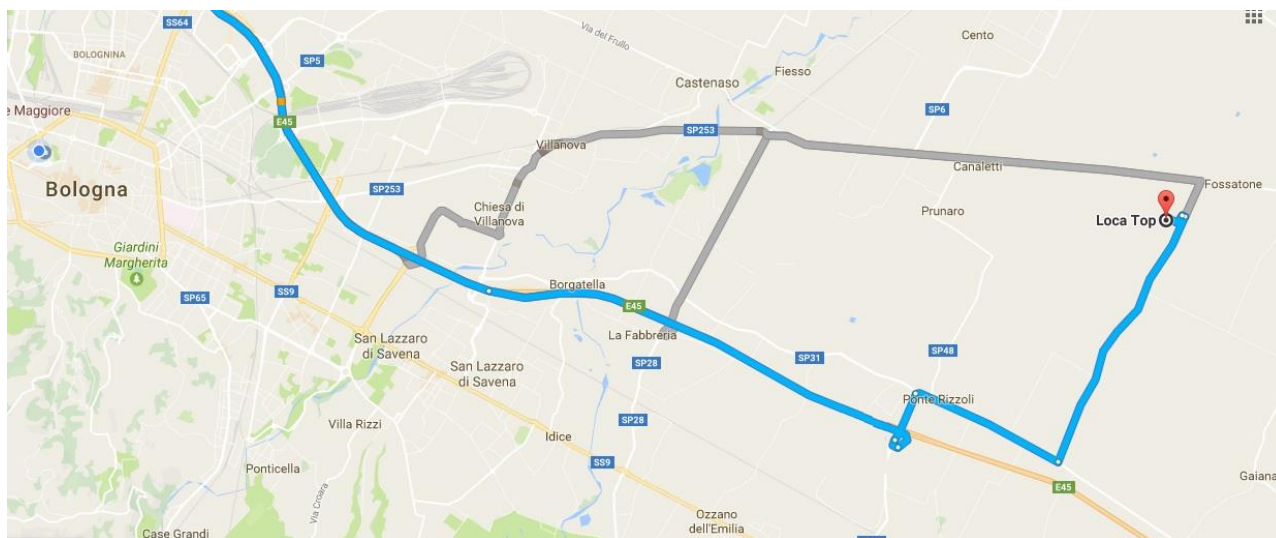 SS64
Via del Frullo
Cento
BOLOGNINA
SP5
Fiesso
Castenaso
e Maggiore
SP6
E45
SP253
Villanova
Canaletti
Bologna
SP253
Fossatone
Chiesa di
Villanova
Prunaro
Loca Top
Giardini
Margherita
SP65
SS9
Borgatella
E45
San Lazzaro
di Savena
La Fabbreria
SP31
SP48
San Lazzaro
di Savena
SP28
Ponte Rizzoli
Villa Rizzi
SP28
Idice
Ponticella
SS9
Gaiana
E45
Via Croara
Ozzano
dell'Emilia
Case Grandi